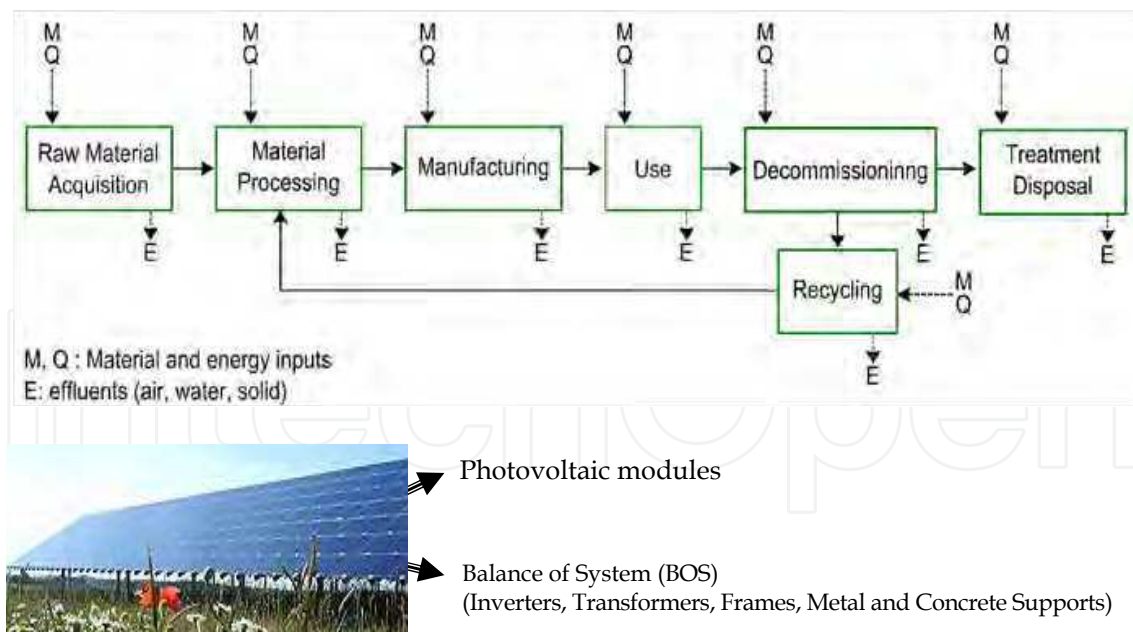 M M M M M M
Q Q Q Q Q Q
Raw Material
Acquisition
Material
Processing
Manufacturing
Use
Decommissioninng
Treatment
Disposal
E E E E E E
Recycling
M
Q
E
M, Q : Material and energy inputs
E: effluents (air, water, solid)
intechopen
Photovoltaic modules
Balance of System (BOS)
(Inverters, Transformers, Frames, Metal and Concrete Supports)